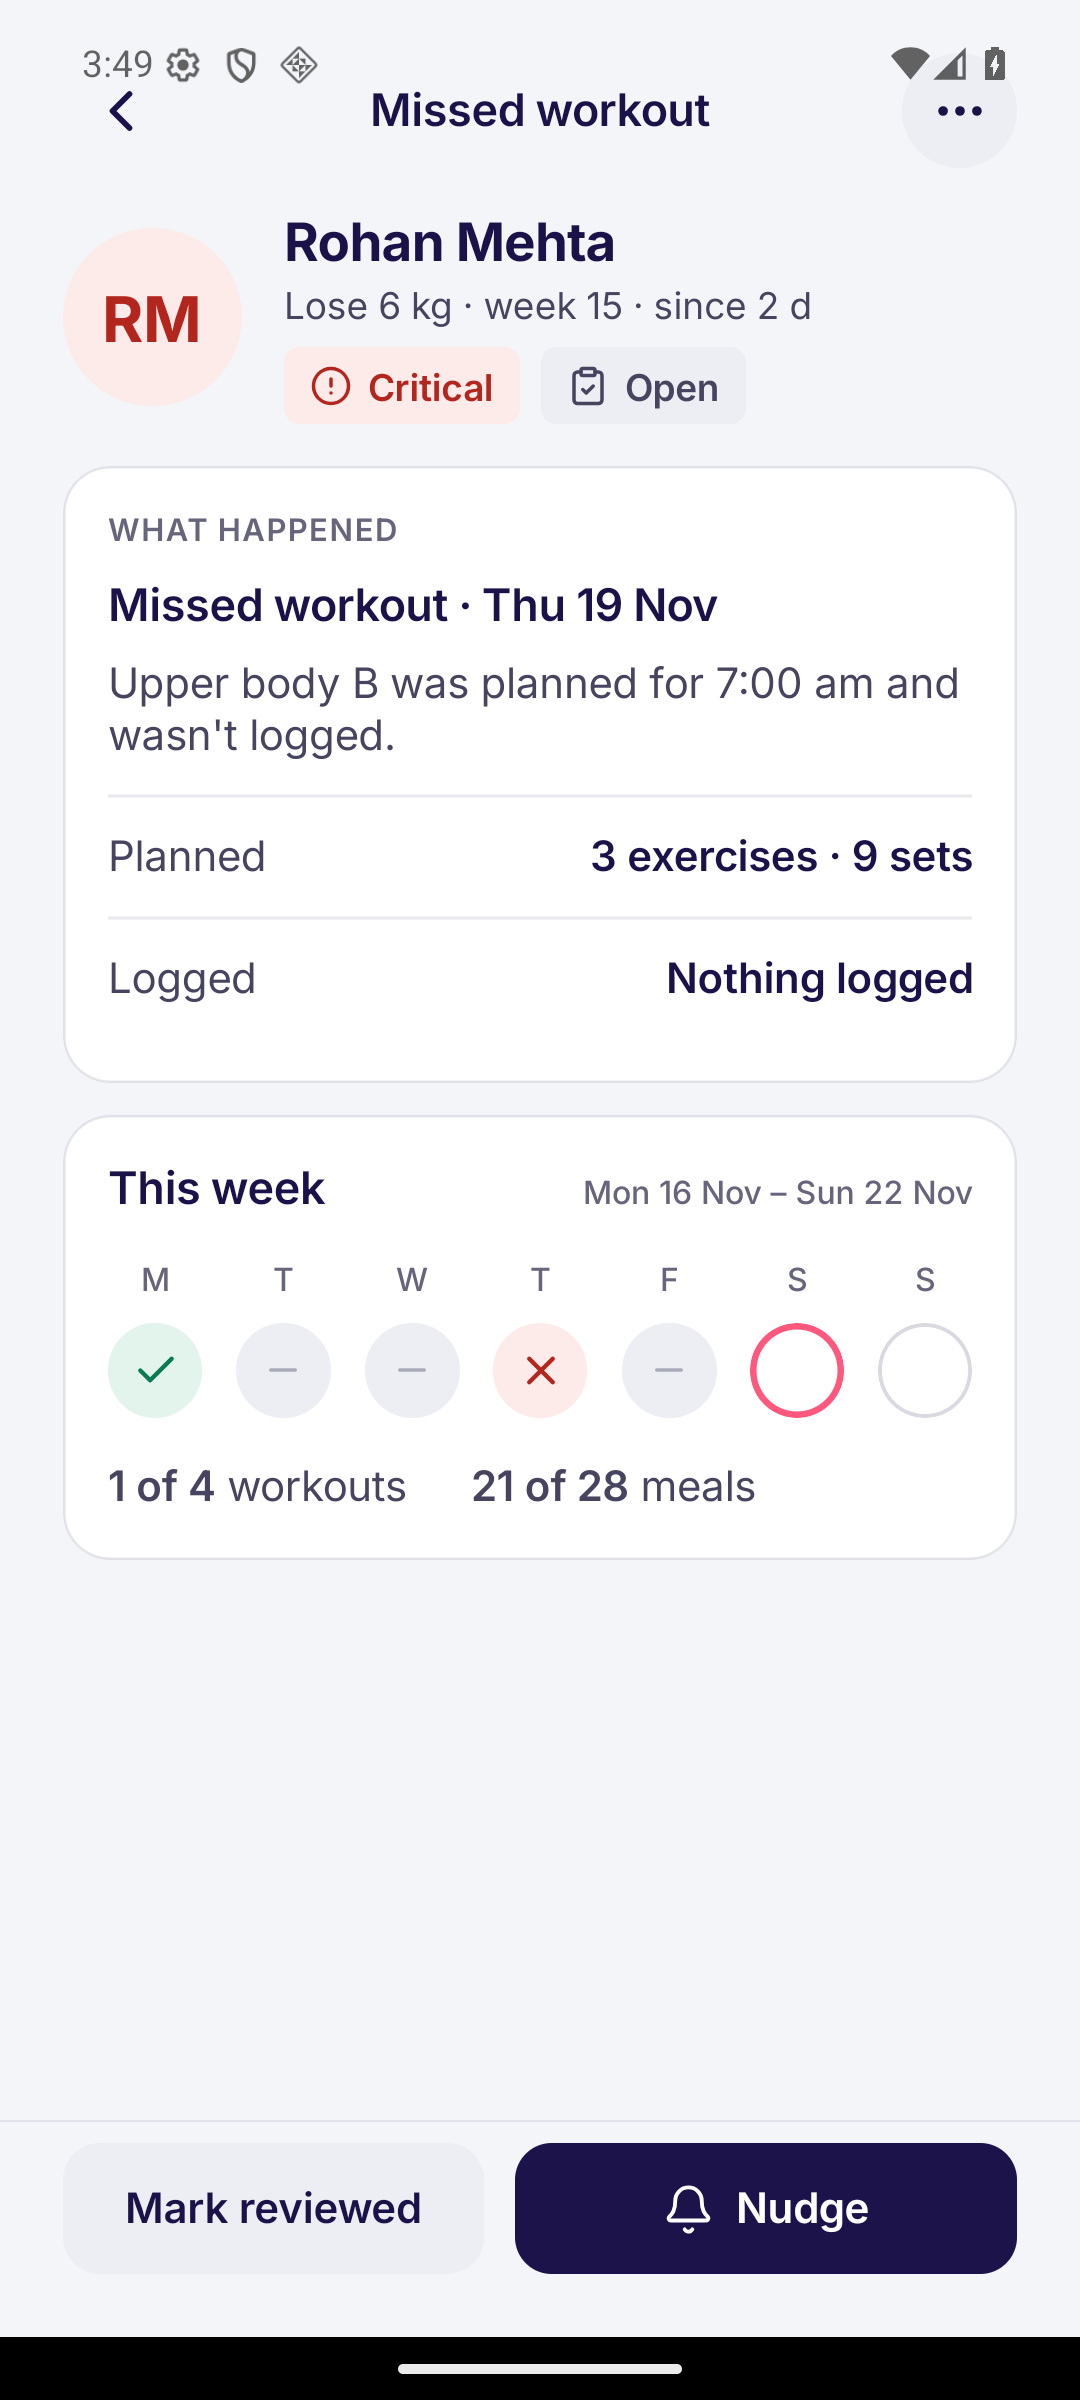 3:49
Missed workout
RM
Rohan Mehta
Lose 6 kg · week 15 · since 2 d
Critical
Open
WHAT HAPPENED
Missed workout · Thu 19 Nov
Upper body B was planned for 7:00 am and
wasn't logged.
Planned 3 exercises · 9 sets
Logged Nothing logged
This week Mon 16 Nov – Sun 22 Nov
M T W T F S S
1 of 4 workouts 21 of 28 meals
Mark reviewed
Nudge